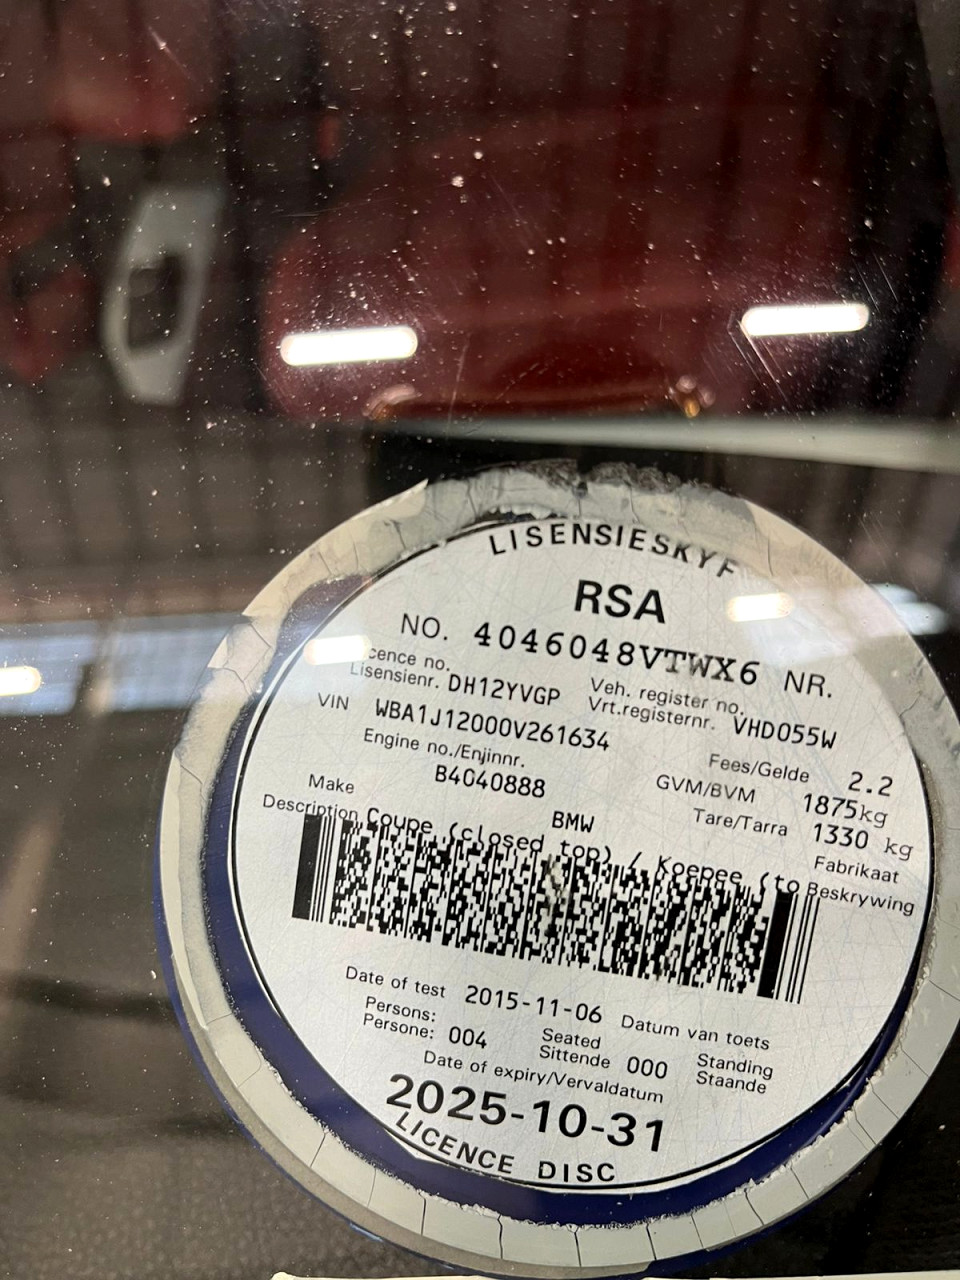 LISENSIESKYF
RSA
NO. 4046048VTWX6 NR.
cence no. Veh. register no.
Lisensienr. DH12YVGP Vrt.registernr. VHD055W
VIN WBA1J12000V261634
Engine no./Enjinnr. Fees/Gelde 2.2
B4040888 GVM/BVM 1875kg
Make BMW Tare/Tarra 1330 kg Fabrikaat
Description Coupe (closed top) / Koepee (to Beskrywing
Date of test 2015-11-06 Datum van toets
Persons: Seated Standing
Persone: 004 Sittende 000 Staande
Date of expiry/Vervaldatum
2025-10-31
LICENCE DISC